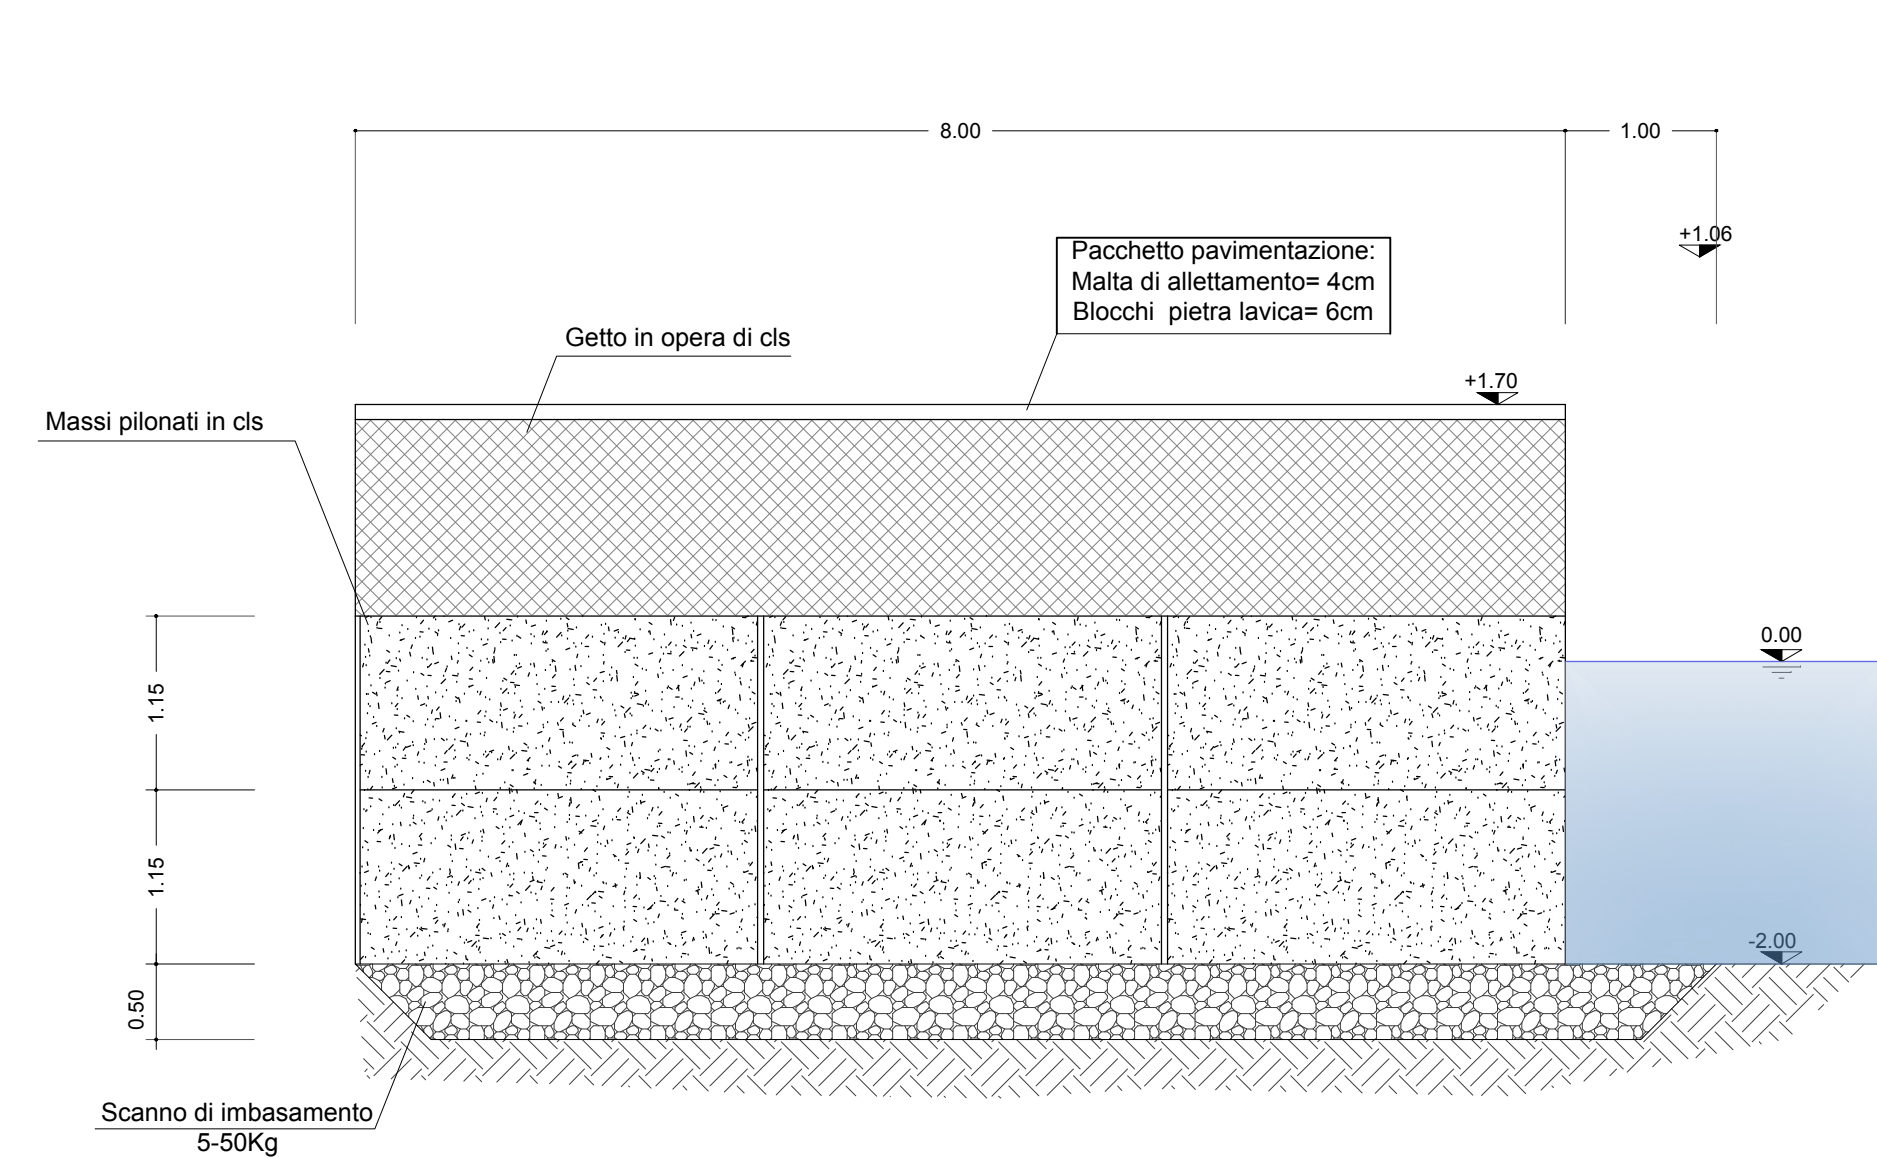 8.00
1.00
+1.06
Pacchetto pavimentazione:
Malta di allettamento= 4cm
Blocchi  pietra lavica= 6cm
Getto in opera di cls
+1.70
Massi pilonati in cls
0.00
1.15
1.15
-2.00
0.50
Scanno di imbasamento
5-50Kg